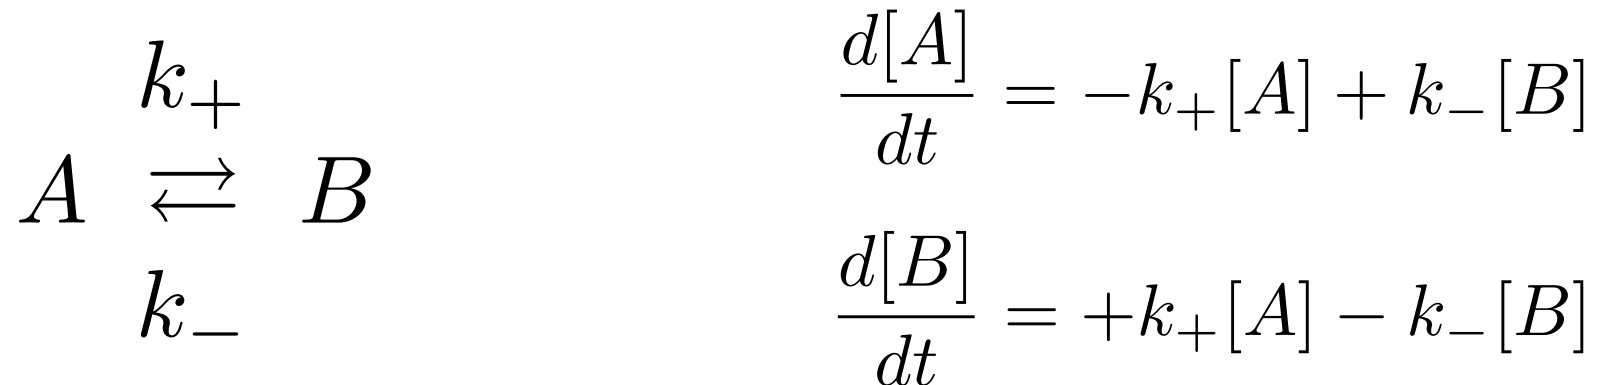 k₊
A ⇄ B
k₋
d[A]/dt = −k₊[A] + k₋[B]
d[B]/dt = +k₊[A] − k₋[B]